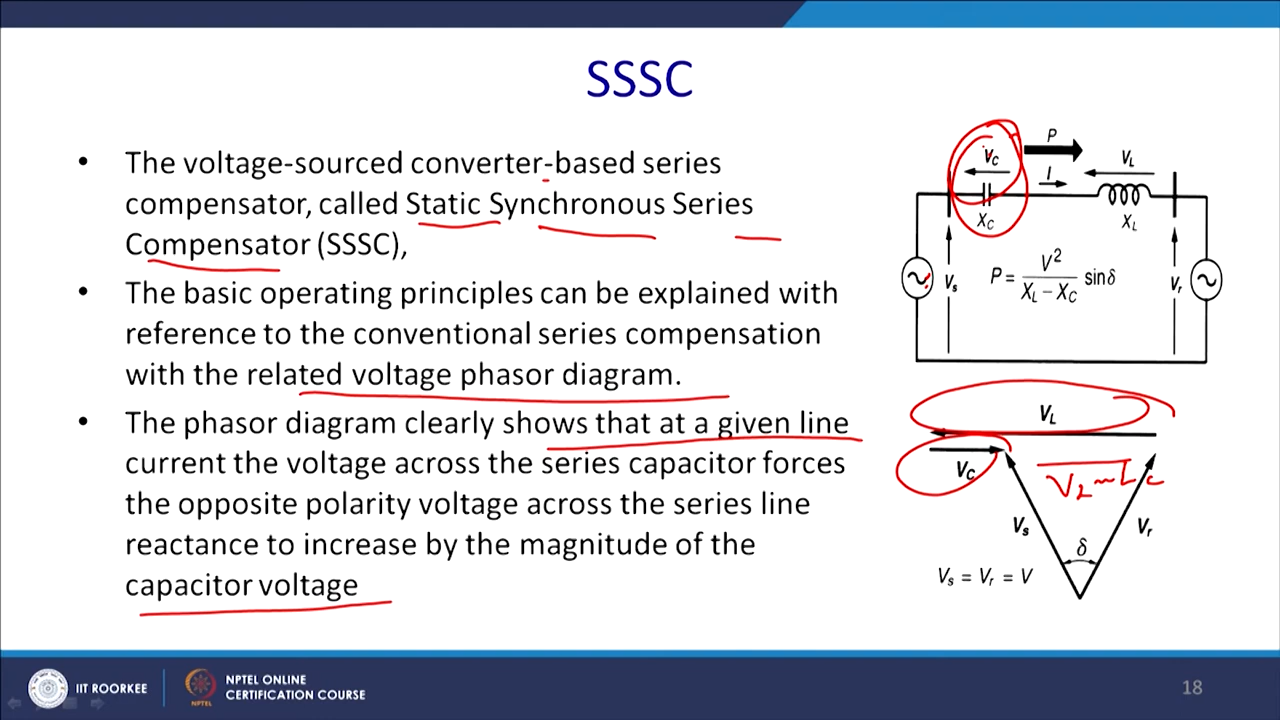 SSSC
• The voltage-sourced converter-based series
compensator, called Static Synchronous Series
Compensator (SSSC),
• The basic operating principles can be explained with
reference to the conventional series compensation
with the related voltage phasor diagram.
• The phasor diagram clearly shows that at a given line
current the voltage across the series capacitor forces
the opposite polarity voltage across the series line
reactance to increase by the magnitude of the
capacitor voltage
P
VC I VL
XC XL
Vs P = V² / (XL − XC) sinδ Vr
VL
VC
Vs Vr
δ
Vs = Vr = V
IIT ROORKEE
NPTEL
NPTEL ONLINE
CERTIFICATION COURSE
18